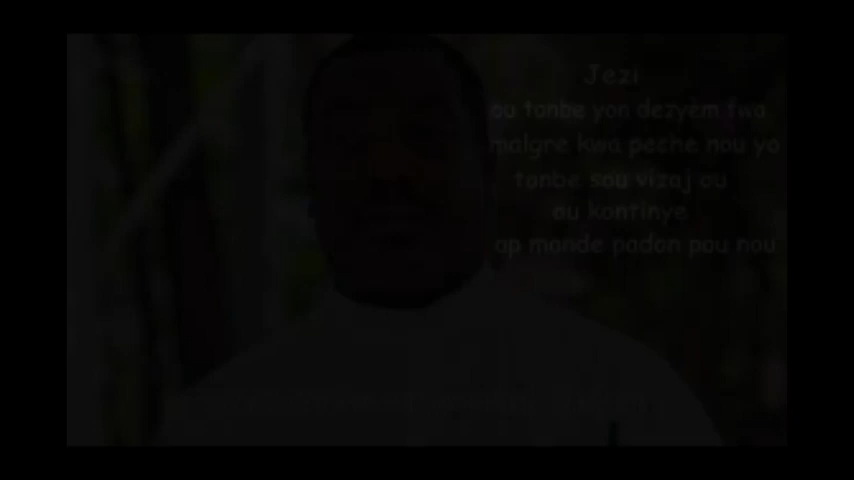 Jezi
ou tonbe yon dezyem fwa
malgre kwa peche nou yo
tonbe sou vizaj ou
ou kontinye
ap mande padon pou nou